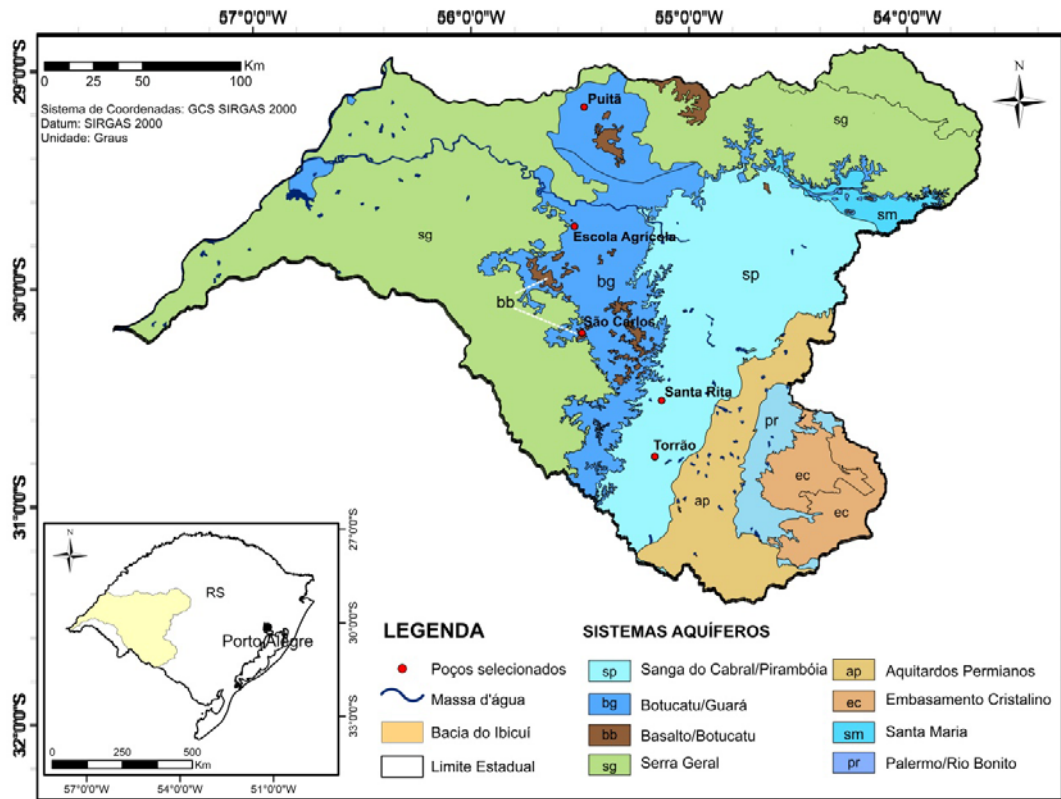 57°0'0"W 56°0'0"W 55°0'0"W 54°0'0"W
29°0'0"S
30°0'0"S
31°0'0"S
32°0'0"S
Km
0 25 50 100
Sistema de Coordenadas: GCS SIRGAS 2000
Datum: SIRGAS 2000
Unidade: Graus
N
Puitã
sg
sm
sg
Escola Agrícola
sp
bg
bb
São Carlos
Santa Rita
pr
Torrão
ec
ap
ec
N
27°0'0"S
RS
30°0'0"S
Porto Alegre
33°0'0"S
0 250 500
Km
57°0'0"W 54°0'0"W 51°0'0"W
LEGENDA
Poços selecionados
Massa d'água
Bacia do Ibicuí
Limite Estadual
SISTEMAS AQUÍFEROS
sp Sanga do Cabral/Pirambóia
bg Botucatu/Guará
bb Basalto/Botucatu
sg Serra Geral
ap Aquitardos Permianos
ec Embasamento Cristalino
sm Santa Maria
pr Palermo/Rio Bonito